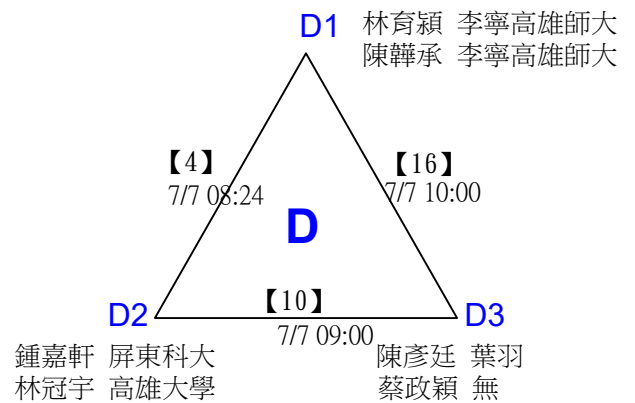 D1 林育潁 李寧高雄師大
陳韡承 李寧高雄師大
【4】
7/7 08:24
【16】
7/7 10:00
D
D2
【10】
7/7 09:00
D3
鍾嘉軒 屏東科大
林冠宇 高雄大學
陳彥廷 葉羽
蔡政穎 無